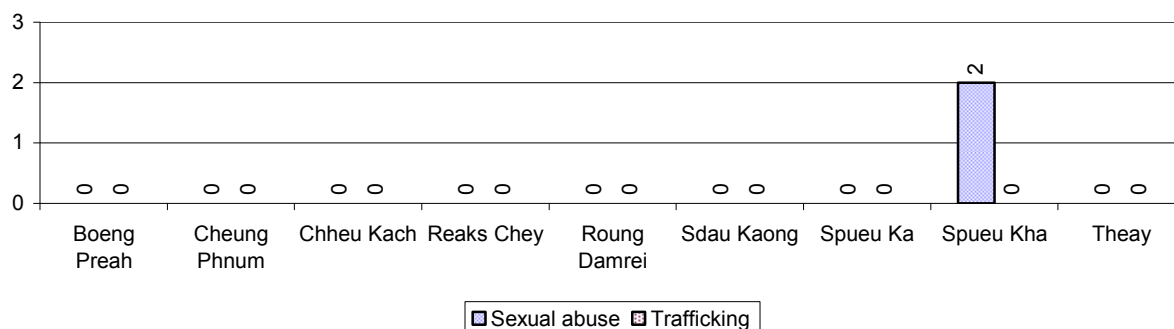 3
2
1
0
2
0 0 0 0 0 0 0 0 0 0 0 0 0 0 0 0 0
Boeng Preah
Cheung Phnum
Chheu Kach
Reaks Chey
Roung Damrei
Sdau Kaong
Spueu Ka
Spueu Kha
Theay
Sexual abuse
Trafficking